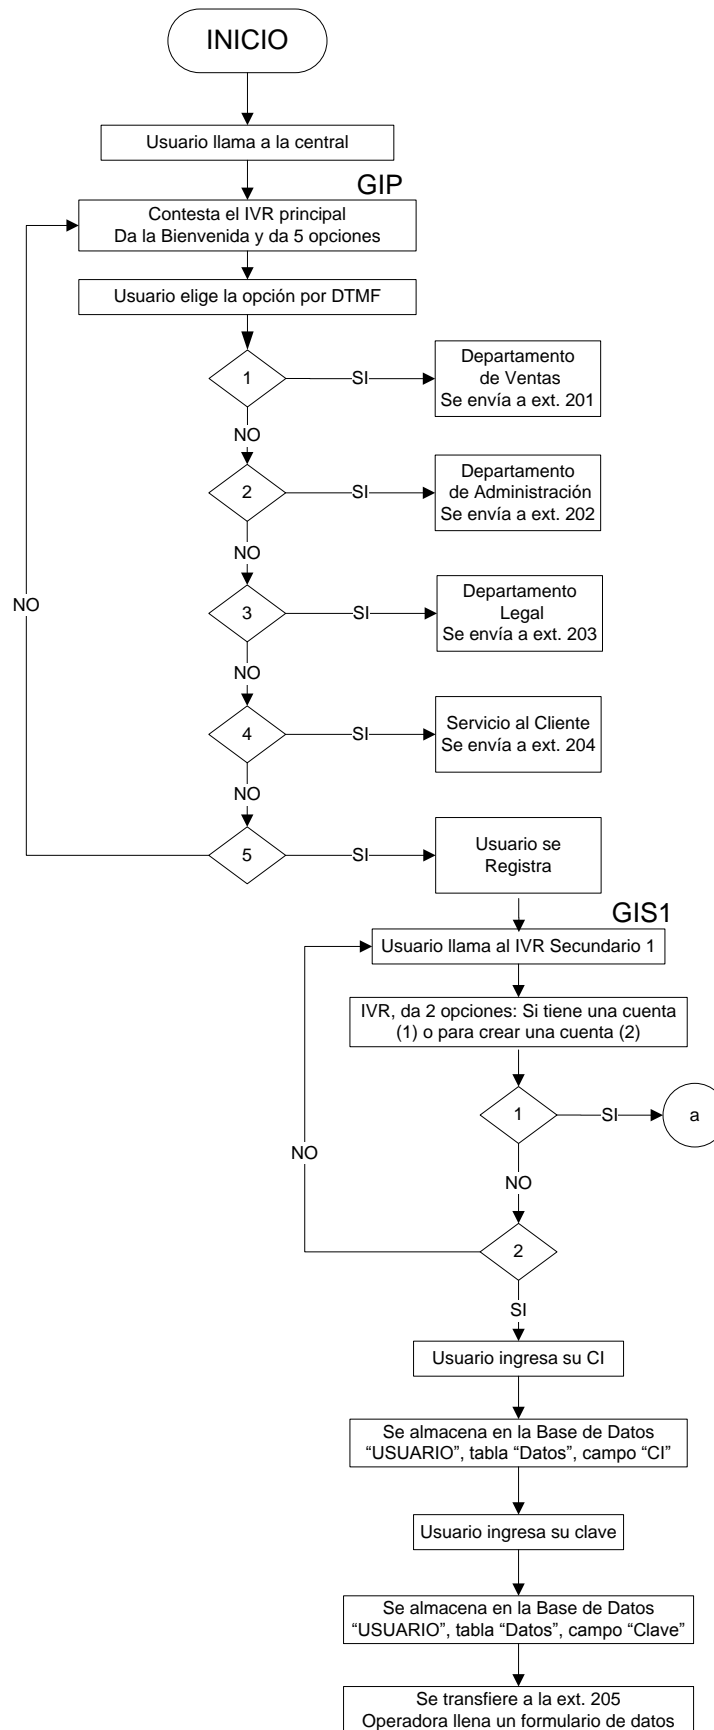 INICIO
Usuario llama a la central
GIP
Contesta el IVR principal
Da la Bienvenida y da 5 opciones
Usuario elige la opción por DTMF
1
SI
Departamento
de Ventas
Se envía a ext. 201
NO
2
SI
Departamento
de Administración
Se envía a ext. 202
NO
3
SI
Departamento
Legal
Se envía a ext. 203
NO
NO
4
SI
Servicio al Cliente
Se envía a ext. 204
NO
5
SI
Usuario se
Registra
GIS1
Usuario llama al IVR Secundario 1
IVR, da 2 opciones: Si tiene una cuenta
(1) o para crear una cuenta (2)
1
SI
a
NO
NO
2
SI
Usuario ingresa su CI
Se almacena en la Base de Datos
“USUARIO”, tabla “Datos”, campo “CI”
Usuario ingresa su clave
Se almacena en la Base de Datos
“USUARIO”, tabla “Datos”, campo “Clave”
Se transfiere a la ext. 205
Operadora llena un formulario de datos